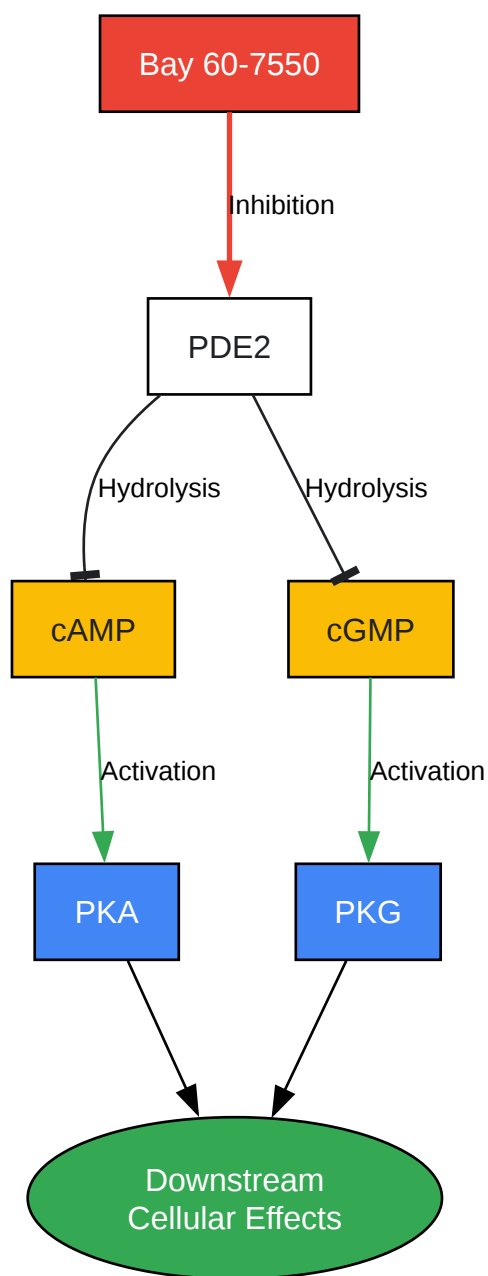 Bay 60-7550
Inhibition
PDE2
Hydrolysis
Hydrolysis
cAMP
cGMP
Activation
Activation
PKA
PKG
Downstream
Cellular Effects